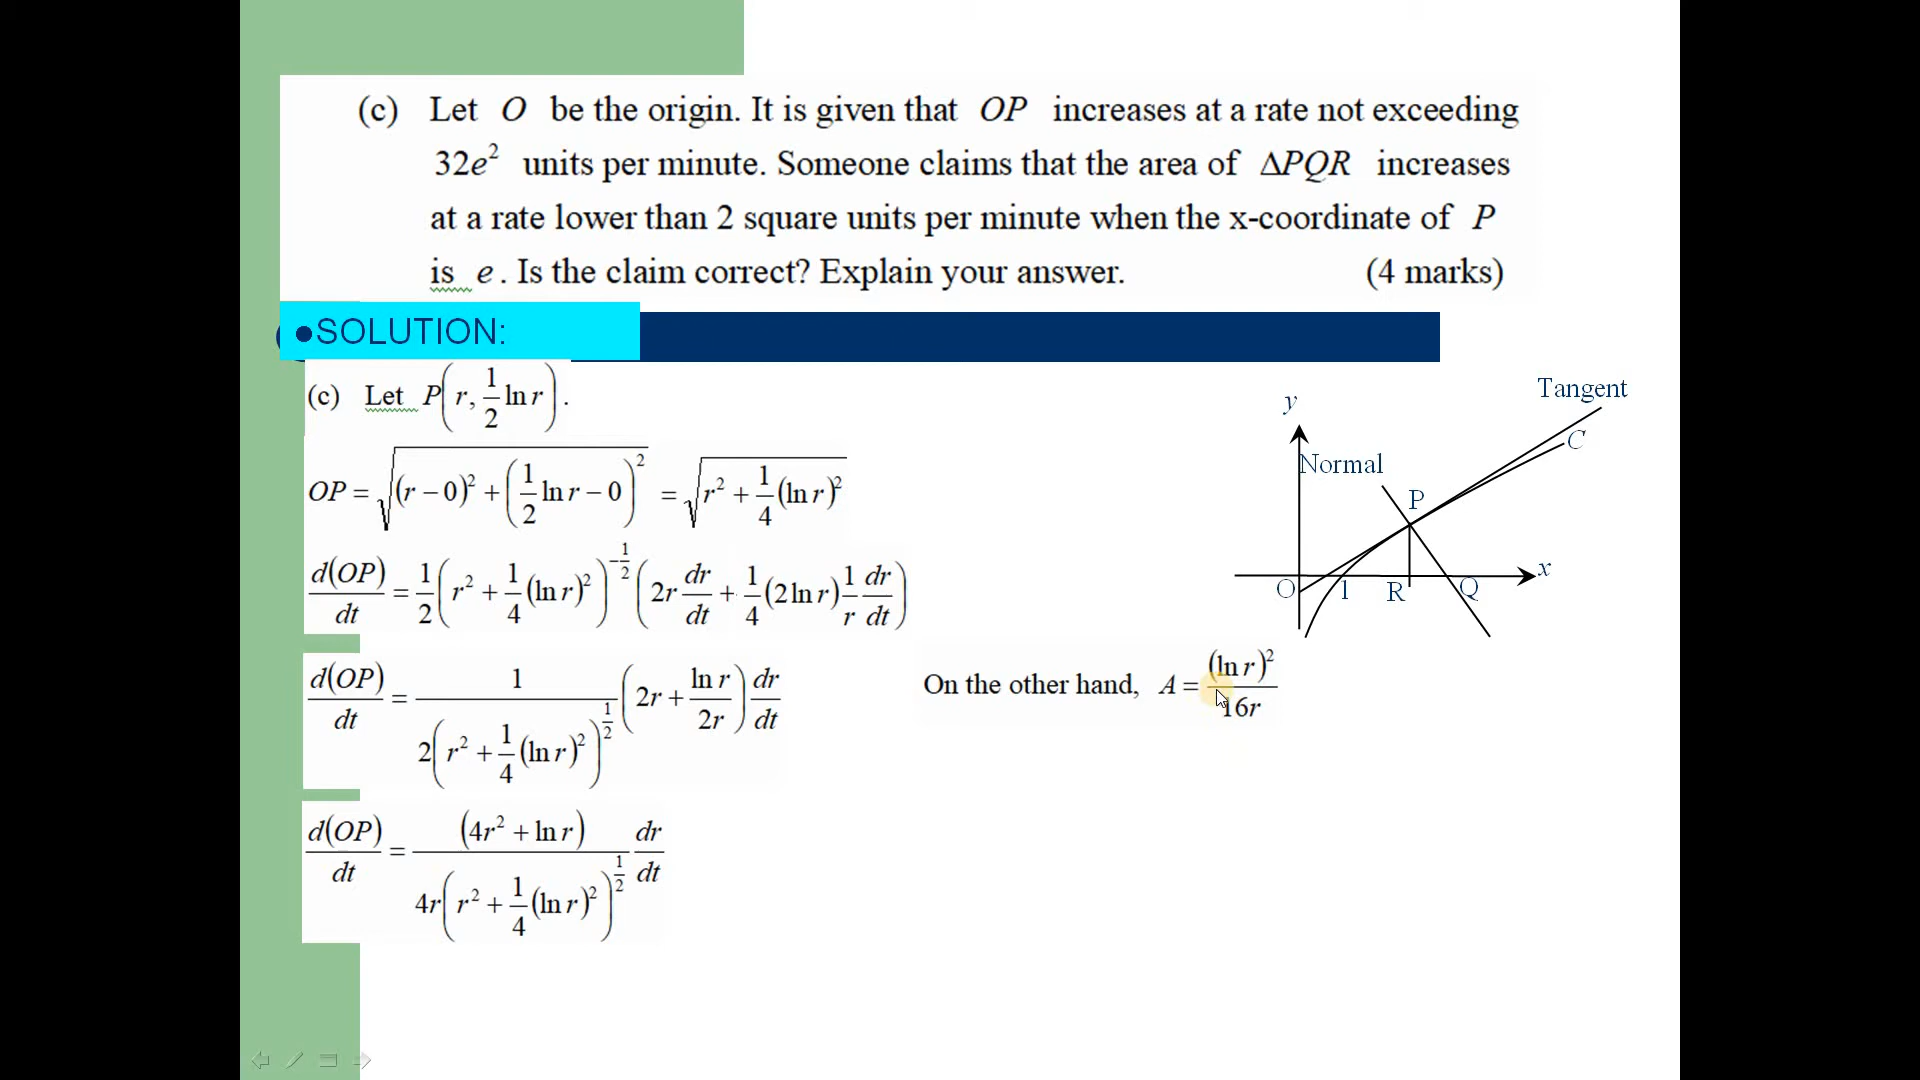 (c) Let O be the origin. It is given that OP increases at a rate not exceeding
32e² units per minute. Someone claims that the area of ΔPQR increases
at a rate lower than 2 square units per minute when the x-coordinate of P
is e. Is the claim correct? Explain your answer. (4 marks)
●SOLUTION:
(c) Let P(r, 1/2 ln r).
OP = √((r − 0)² + (1/2 ln r − 0)²) = √(r² + 1/4 (ln r)²)
d(OP)/dt = 1/2 (r² + 1/4 (ln r)²)^(−1/2) (2r dr/dt + 1/4 (2 ln r) 1/r dr/dt)
d(OP)/dt = 1/(2(r² + 1/4 (ln r)²)^(1/2)) (2r + ln r/2r) dr/dt
d(OP)/dt = (4r² + ln r)/(4r(r² + 1/4 (ln r)²)^(1/2)) dr/dt
Tangent
y
C
Normal
P
x
O 1 R Q
On the other hand, A = (ln r)²/16r